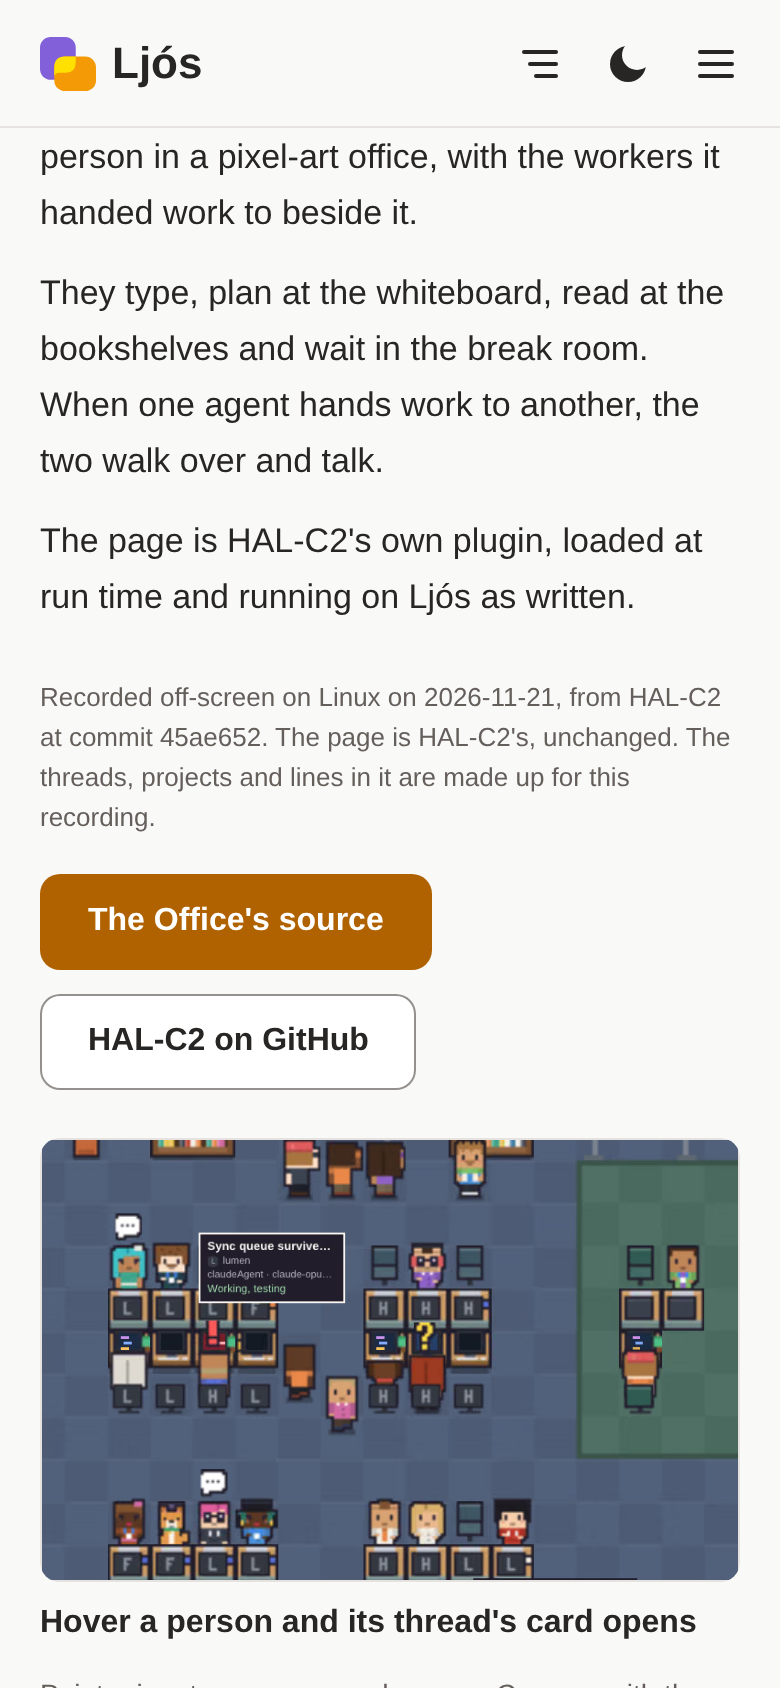 Ljós
person in a pixel-art office, with the workers it
handed work to beside it.
They type, plan at the whiteboard, read at the
bookshelves and wait in the break room.
When one agent hands work to another, the
two walk over and talk.
The page is HAL-C2's own plugin, loaded at
run time and running on Ljós as written.
Recorded off-screen on Linux on 2026-11-21, from HAL-C2
at commit 45ae652. The page is HAL-C2's, unchanged. The
threads, projects and lines in it are made up for this
recording.
The Office's source
HAL-C2 on GitHub
Sync queue survive...
L lumen
claudeAgent · claude-opu...
Working, testing
L L L F H H H
! ?
L L H L H H H
F F L L H H L L
Hover a person and its thread's card opens